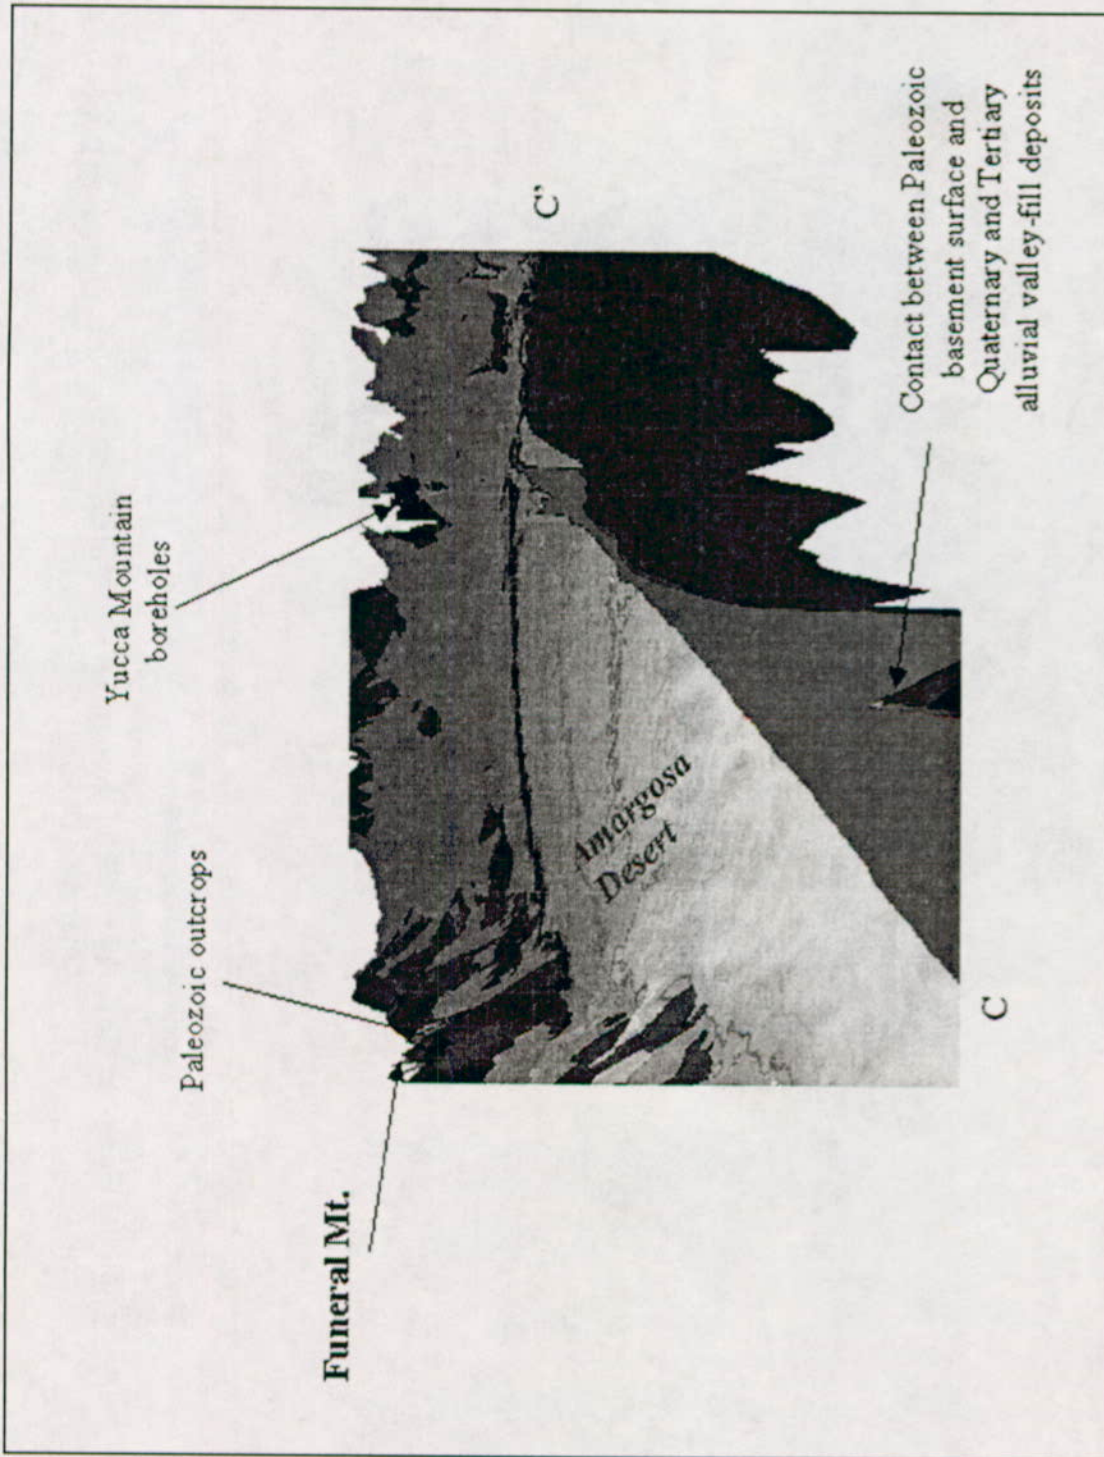 Yucca Mountain
boreholes
Paleozoic outcrops
Funeral Mt.
Amargosa
Desert
C'
C
Contact between Paleozoic
basement surface and
Quaternary and Tertiary
alluvial valley-fill deposits